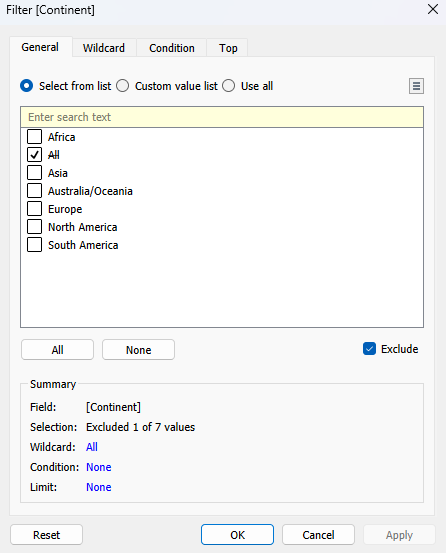 Filter [Continent]
General Wildcard Condition Top
Select from list Custom value list Use all
Enter search text
Africa
All
Asia
Australia/Oceania
Europe
North America
South America
All None Exclude
Summary
Field: [Continent]
Selection: Excluded 1 of 7 values
Wildcard: All
Condition: None
Limit: None
Reset OK Cancel Apply